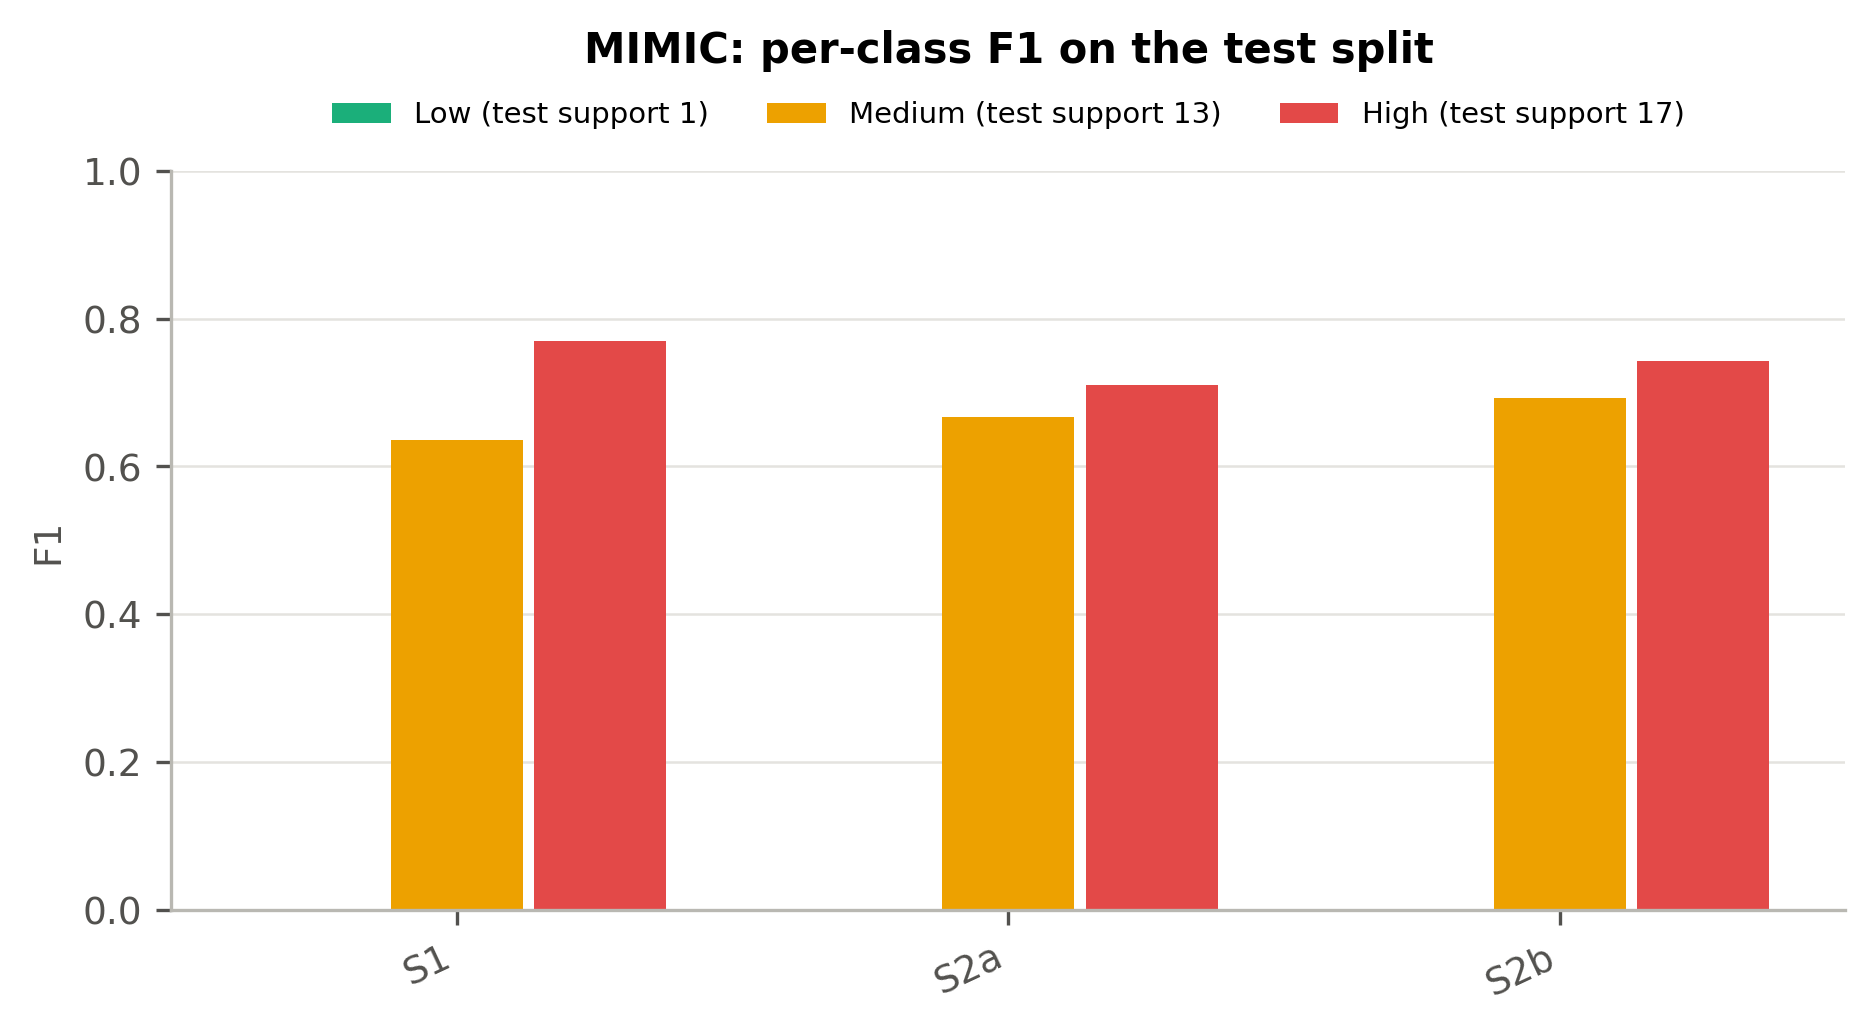 MIMIC: per-class F1 on the test split
Low (test support 1) Medium (test support 13) High (test support 17)
1.0
0.8
0.6
0.4
0.2
0.0
F1
S1 S2a S2b